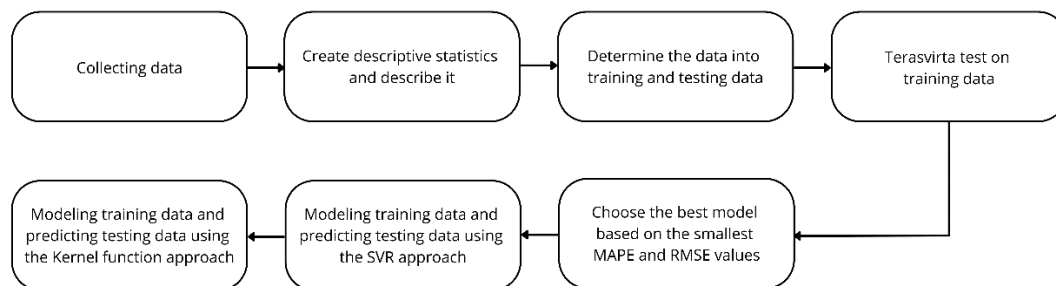 Collecting data
Create descriptive statistics
and describe it
Determine the data into
training and testing data
Terasvirta test on
training data
Choose the best model
based on the smallest
MAPE and RMSE values
Modeling training data and
predicting testing data using
the SVR approach
Modeling training data and
predicting testing data using
the Kernel function approach